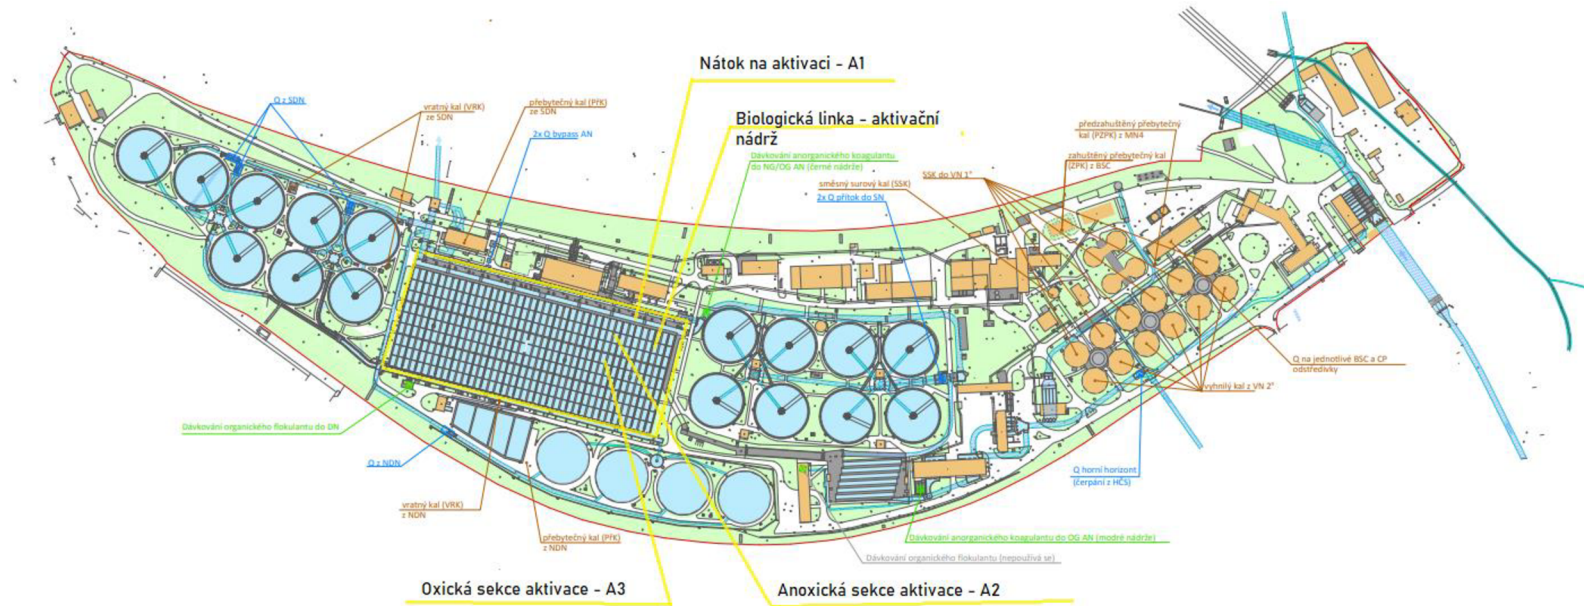 Nátok na aktivaci - A1
Q z SDN
vratný kal (VRK)
ze SDN
přebytečný kal (PřK)
ze SDN
2x Q bypass AN
Biologická linka - aktivační
nádrž
Dávkování anorganického koagulantu
do NG/OG AN (černé nádrže)
směsný surový kal (SSK)
2x Q přítok do SN
předzahuštěný přebytečný
kal (PZPK) z MN4
zahuštěný přebytečný kal
(ZPK) z BSC
SSK do VN 1°
Q na jednotlivé BSC a CP
odstředivky
vyhnilý kal z VN 2°
Dávkování organického flokulantu do DN
Q z NDN
vratný kal (VRK)
z NDN
přebytečný kal (PřK)
z NDN
Q horní horizont
(čerpání z HČS)
Dávkování anorganického koagulantu do OG AN (modré nádrže)
Dávkování organického flokulantu (nepoužívá se)
Oxická sekce aktivace - A3
Anoxická sekce aktivace - A2